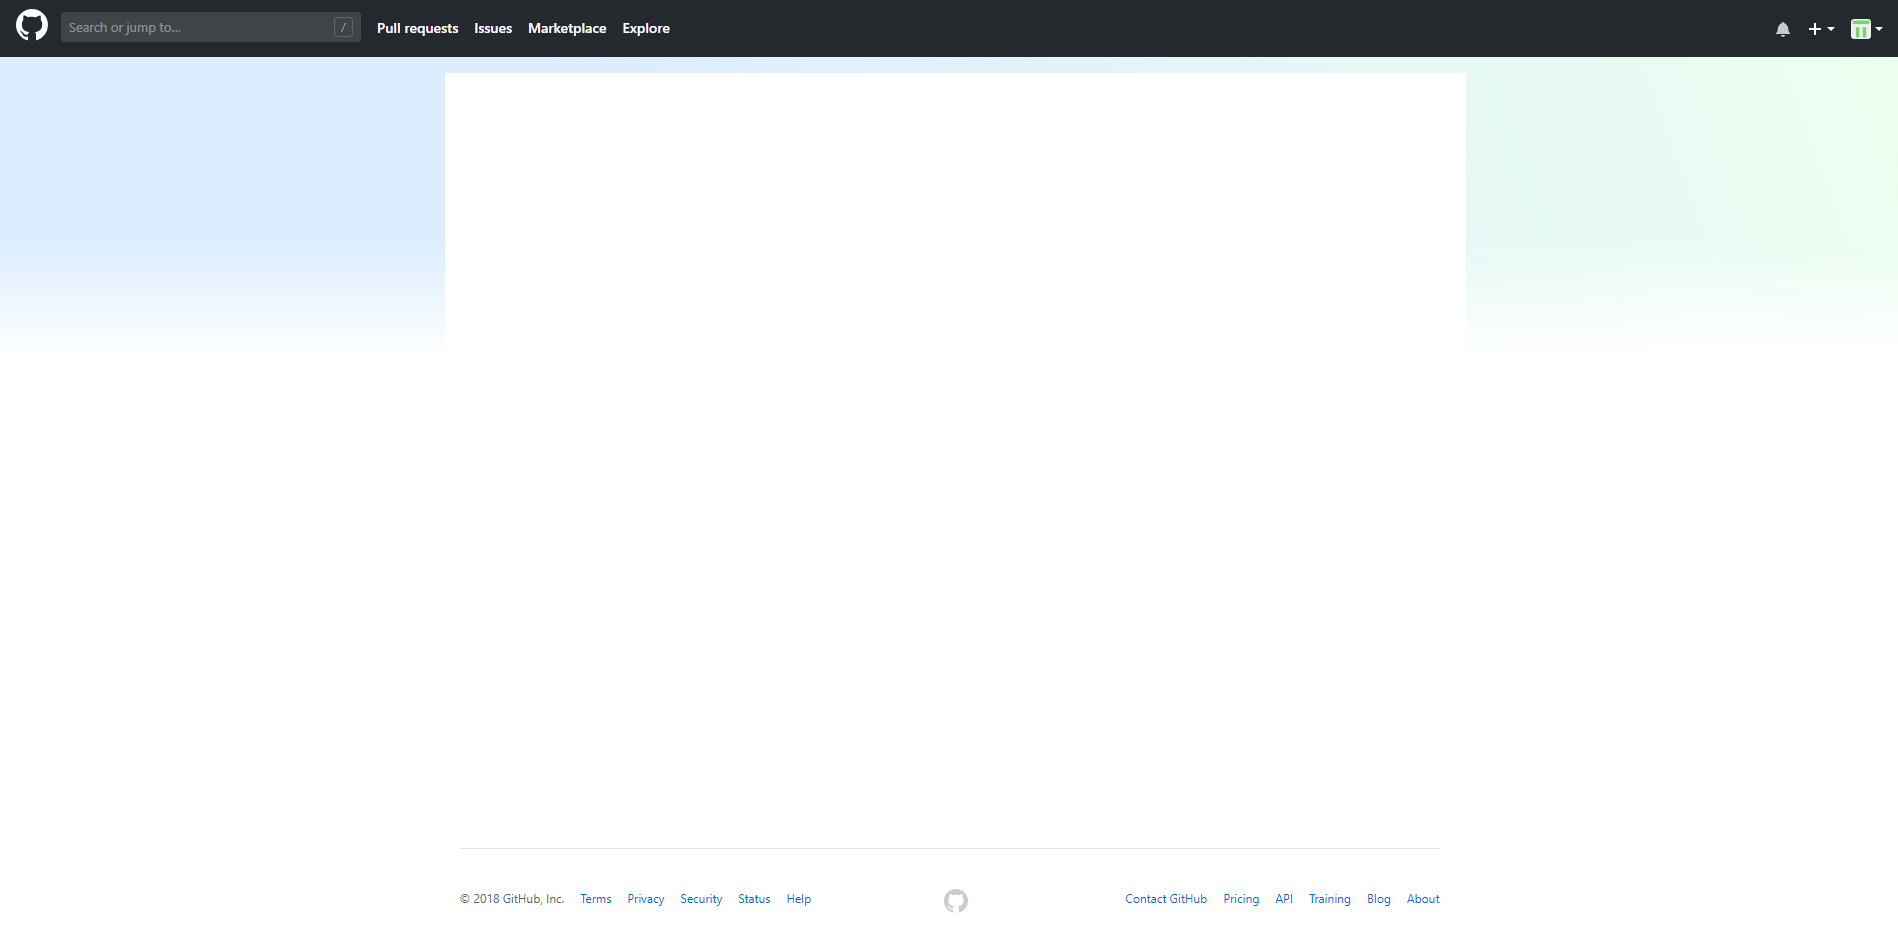 Search or jump to... /
Pull requests Issues Marketplace Explore
© 2018 GitHub, Inc. Terms Privacy Security Status Help
Contact GitHub Pricing API Training Blog About